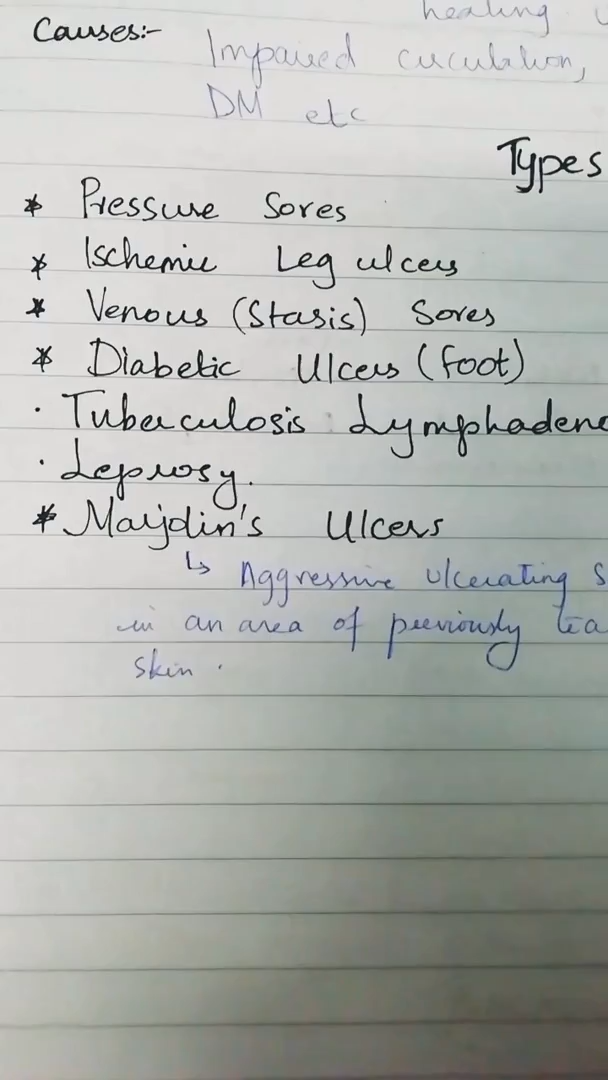 healing
Causes:-
Impaired circulation,
DM etc
Types
* Pressure Sores
* Ischemic Leg ulcers
* Venous (Stasis) Sores
* Diabetic Ulcers (foot)
· Tuberculosis Lymphadene
· Leprosy.
* Marjolin's Ulcers
↳ Aggressive ulcerating S
in an area of previously
skin.